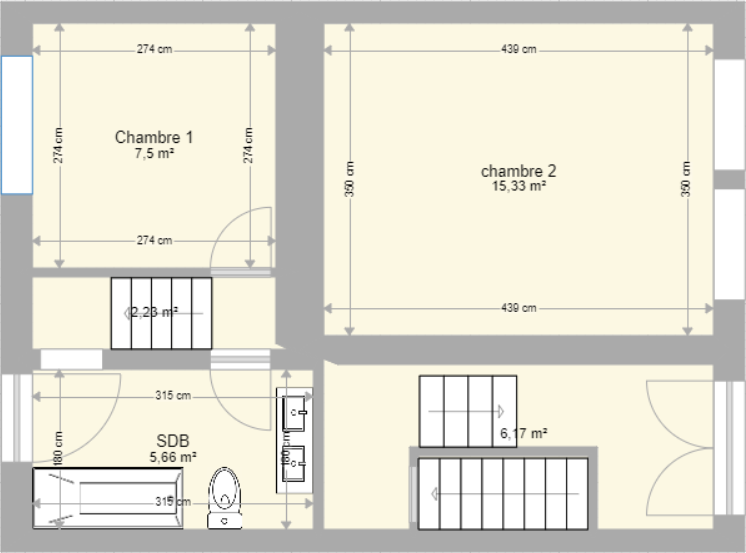 274 cm
439 cm
274 cm
274 cm
Chambre 1
7,5 m²
350 cm
350 cm
chambre 2
15,33 m²
274 cm
439 cm
2,23 m²
315 cm
180 cm
180 cm
SDB
5,66 m²
6,17 m²
315 cm